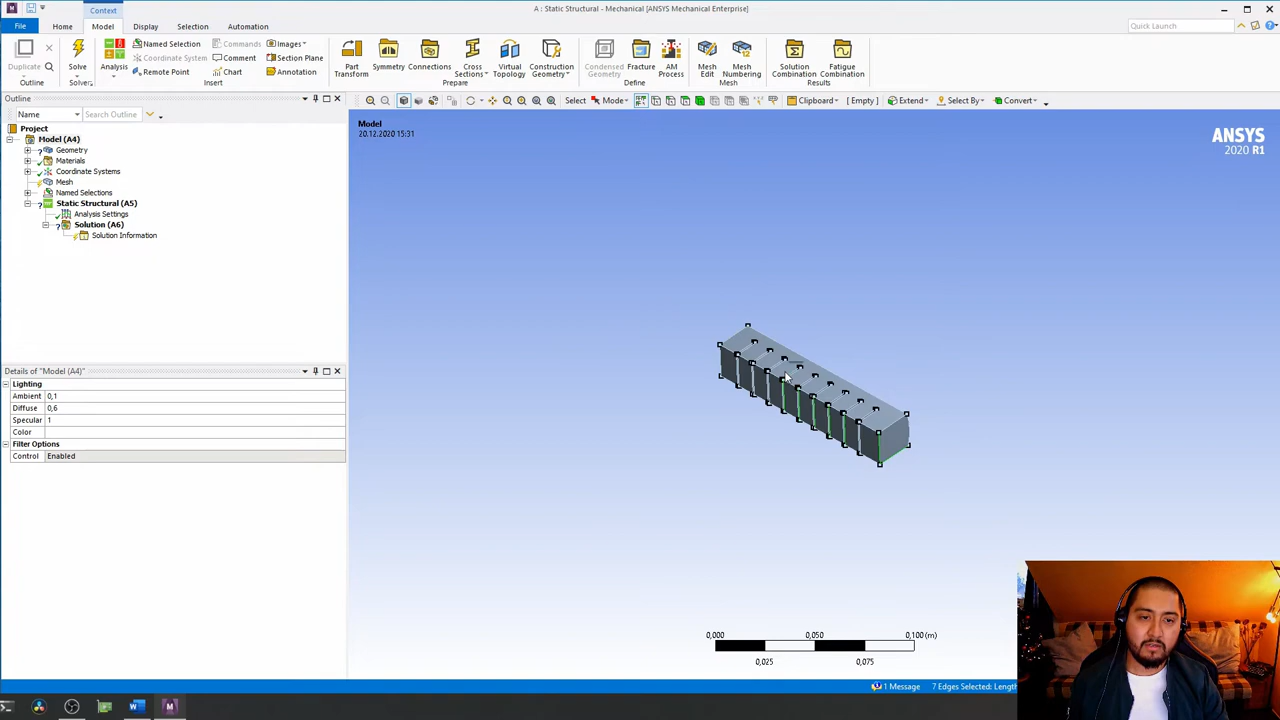 Context
A : Static Structural - Mechanical [ANSYS Mechanical Enterprise]
File Home Model Display Selection Automation
Quick Launch
Duplicate
Outline
Solve
Solver
Analysis
Named Selection
Coordinate System
Remote Point
Commands
Comment
Chart
Images
Section Plane
Annotation
Insert
Part Transform
Symmetry
Connections
Cross Sections
Virtual Topology
Construction Geometry
Prepare
Condensed Geometry
Fracture
AM Process
Define
Mesh Edit
Mesh Numbering
Mesh
Solution Combination
Fatigue Combination
Results
Outline
Select Mode Clipboard [ Empty ] Extend Select By Convert
Name Search Outline
Project
Model (A4)
Geometry
Materials
Coordinate Systems
Mesh
Named Selections
Static Structural (A5)
Analysis Settings
Solution (A6)
Solution Information
Model
20.12.2020 15:31
ANSYS
2020 R1
Details of "Model (A4)"
Lighting
Ambient 0,1
Diffuse 0,6
Specular 1
Color
Filter Options
Control Enabled
0,000 0,050 0,100 (m)
0,025 0,075
1 Message 7 Edges Selected: Length